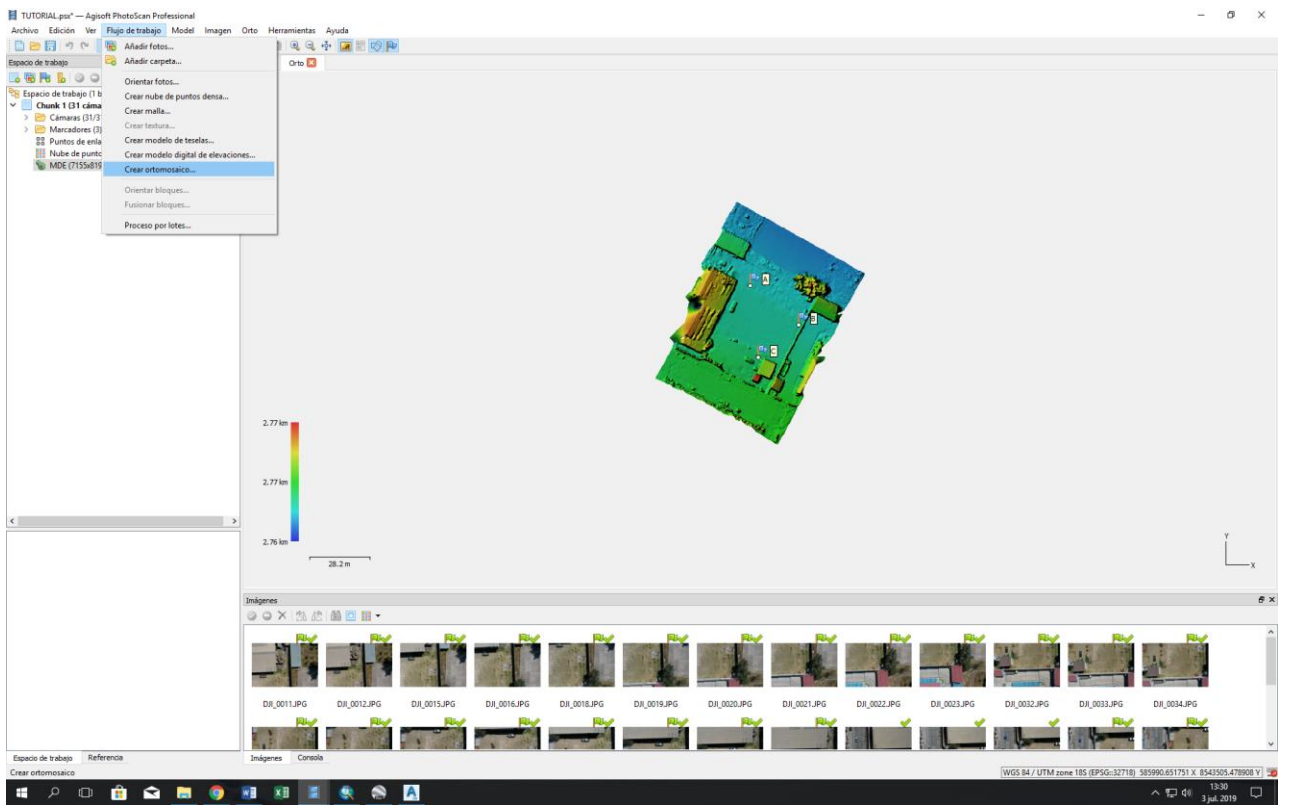 TUTORIAL.psx* — Agisoft PhotoScan Professional
Archivo Edición Ver Flujo de trabajo Model Imagen Orto Herramientas Ayuda
Añadir fotos...
Añadir carpeta...
Orientar fotos...
Crear nube de puntos densa...
Crear malla...
Crear textura...
Crear modelo de teselas...
Crear modelo digital de elevaciones...
Crear ortomosaico...
Orientar bloques...
Fusionar bloques...
Proceso por lotes...
Espacio de trabajo
Espacio de trabajo (1 b
Chunk 1 (31 cáma
Cámaras (31/3
Marcadores (3)
Puntos de enla
Nube de punto
MDE (7155x819
Orto
A
B
C
2.77 km
2.77 km
2.76 km
28.2 m
Y
X
Imágenes
DJI_0011.JPG DJI_0012.JPG DJI_0015.JPG DJI_0016.JPG DJI_0018.JPG DJI_0019.JPG DJI_0020.JPG DJI_0021.JPG DJI_0022.JPG DJI_0023.JPG DJI_0032.JPG DJI_0033.JPG DJI_0034.JPG
Espacio de trabajo Referencia
Imágenes Consola
Crear ortomosaico
WGS 84 / UTM zone 18S (EPSG::32718) 585990.651751 X 8543505.478908 Y
13:30
3 jul. 2019